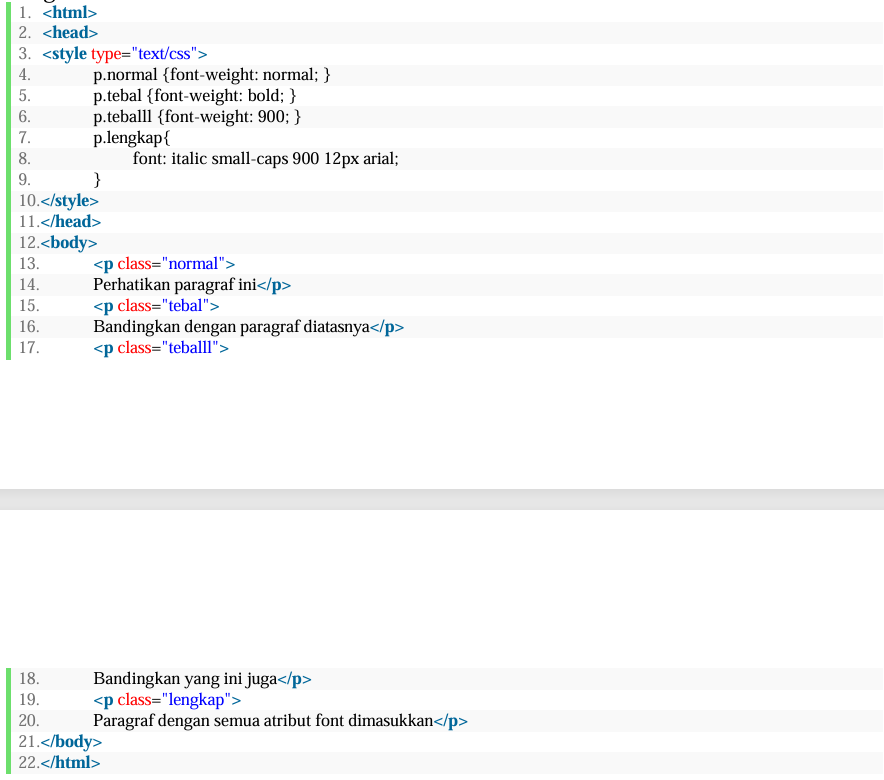 1. <html>
2. <head>
3. <style type="text/css">
4. p.normal {font-weight: normal; }
5. p.tebal {font-weight: bold; }
6. p.teballl {font-weight: 900; }
7. p.lengkap{
8. font: italic small-caps 900 12px arial;
9. }
10.</style>
11.</head>
12.<body>
13. <p class="normal">
14. Perhatikan paragraf ini</p>
15. <p class="tebal">
16. Bandingkan dengan paragraf diatasnya</p>
17. <p class="teballl">
18. Bandingkan yang ini juga</p>
19. <p class="lengkap">
20. Paragraf dengan semua atribut font dimasukkan</p>
21.</body>
22.</html>